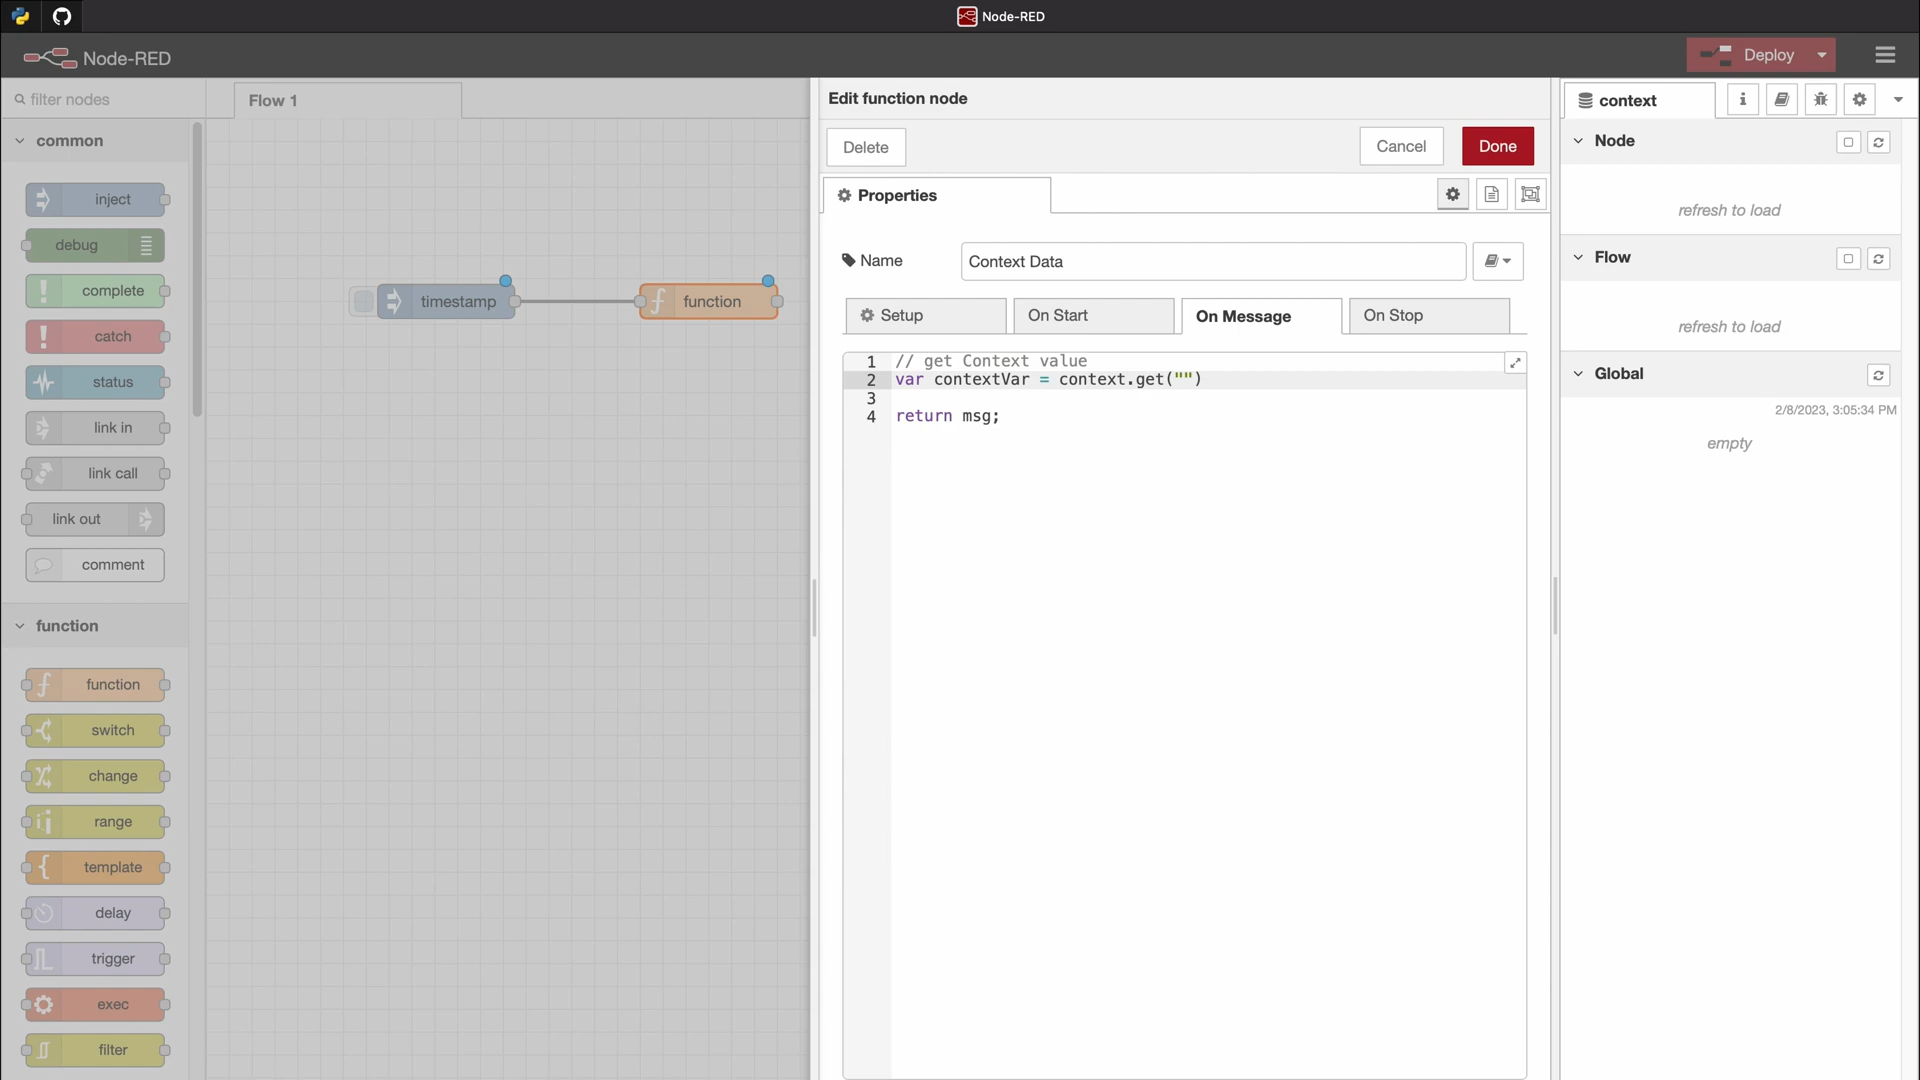 Node-RED
Node-RED
Deploy
filter nodes
common
inject
debug
complete
catch
status
link in
link call
link out
comment
function
function
switch
change
range
template
delay
trigger
exec
filter
Flow 1
timestamp
function
Edit function node
Delete
Cancel
Done
Properties
Name
Context Data
Setup
On Start
On Message
On Stop
1 // get Context value
2 var contextVar = context.get("")
3
4 return msg;
context
Node
refresh to load
Flow
refresh to load
Global
2/8/2023, 3:05:34 PM
empty